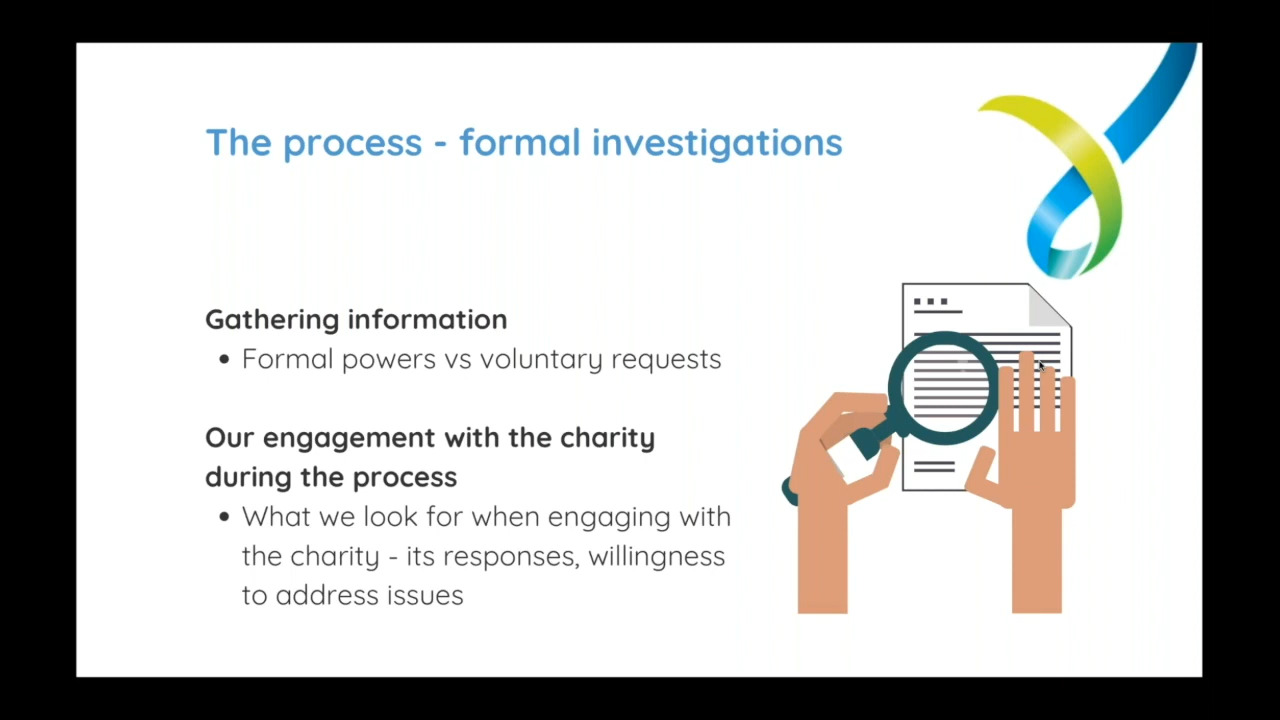 The process - formal investigations
Gathering information
• Formal powers vs voluntary requests
Our engagement with the charity
during the process
• What we look for when engaging with
the charity - its responses, willingness
to address issues